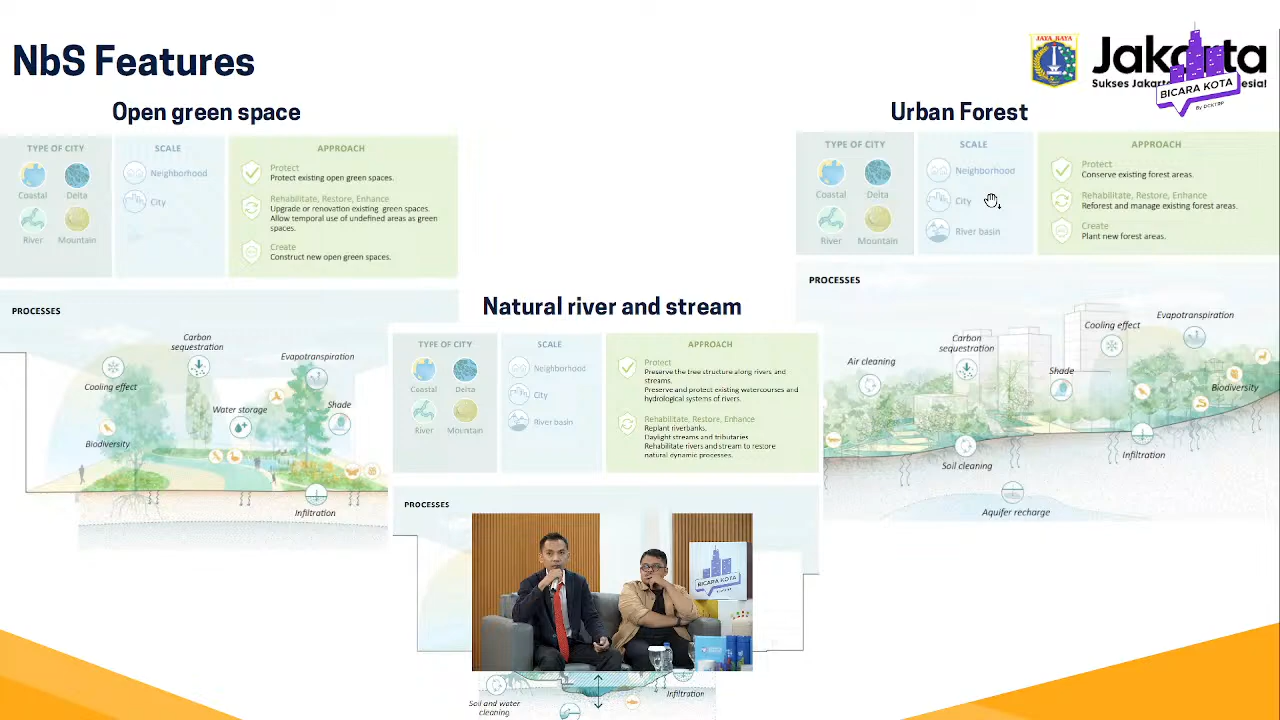 NbS Features
JAYA RAYA
Jakarta
Sukses Jakarta
BICARA KOTA
By DCKTRP
Open green space
TYPE OF CITY
Coastal
Delta
River
Mountain
SCALE
Neighborhood
City
APPROACH
Protect
Protect existing open green spaces.
Rehabilitate, Restore, Enhance
Upgrade or renovation existing green spaces.
Allow temporal use of undefined areas as green
spaces.
Create
Construct new open green spaces.
PROCESSES
Carbon
sequestration
Evapotranspiration
Cooling effect
Water storage
Shade
Biodiversity
Infiltration
Natural river and stream
TYPE OF CITY
Coastal
Delta
River
Mountain
SCALE
Neighborhood
City
River basin
APPROACH
Protect
Preserve the tree structure along rivers and
streams.
Preserve and protect existing watercourses and
hydrological systems of rivers.
Rehabilitate, Restore, Enhance
Replant riverbanks.
Daylight streams and tributaries
Rehabilitate rivers and stream to restore
natural dynamic processes.
PROCESSES
BICARA KOTA
Soil and water
cleaning
Infiltration
Urban Forest
TYPE OF CITY
Coastal
Delta
River
Mountain
SCALE
Neighborhood
City
River basin
APPROACH
Protect
Conserve existing forest areas.
Rehabilitate, Restore, Enhance
Reforest and manage existing forest areas.
Create
Plant new forest areas.
PROCESSES
Evapotranspiration
Cooling effect
Carbon
sequestration
Air cleaning
Shade
Biodiversity
Infiltration
Soil cleaning
Aquifer recharge